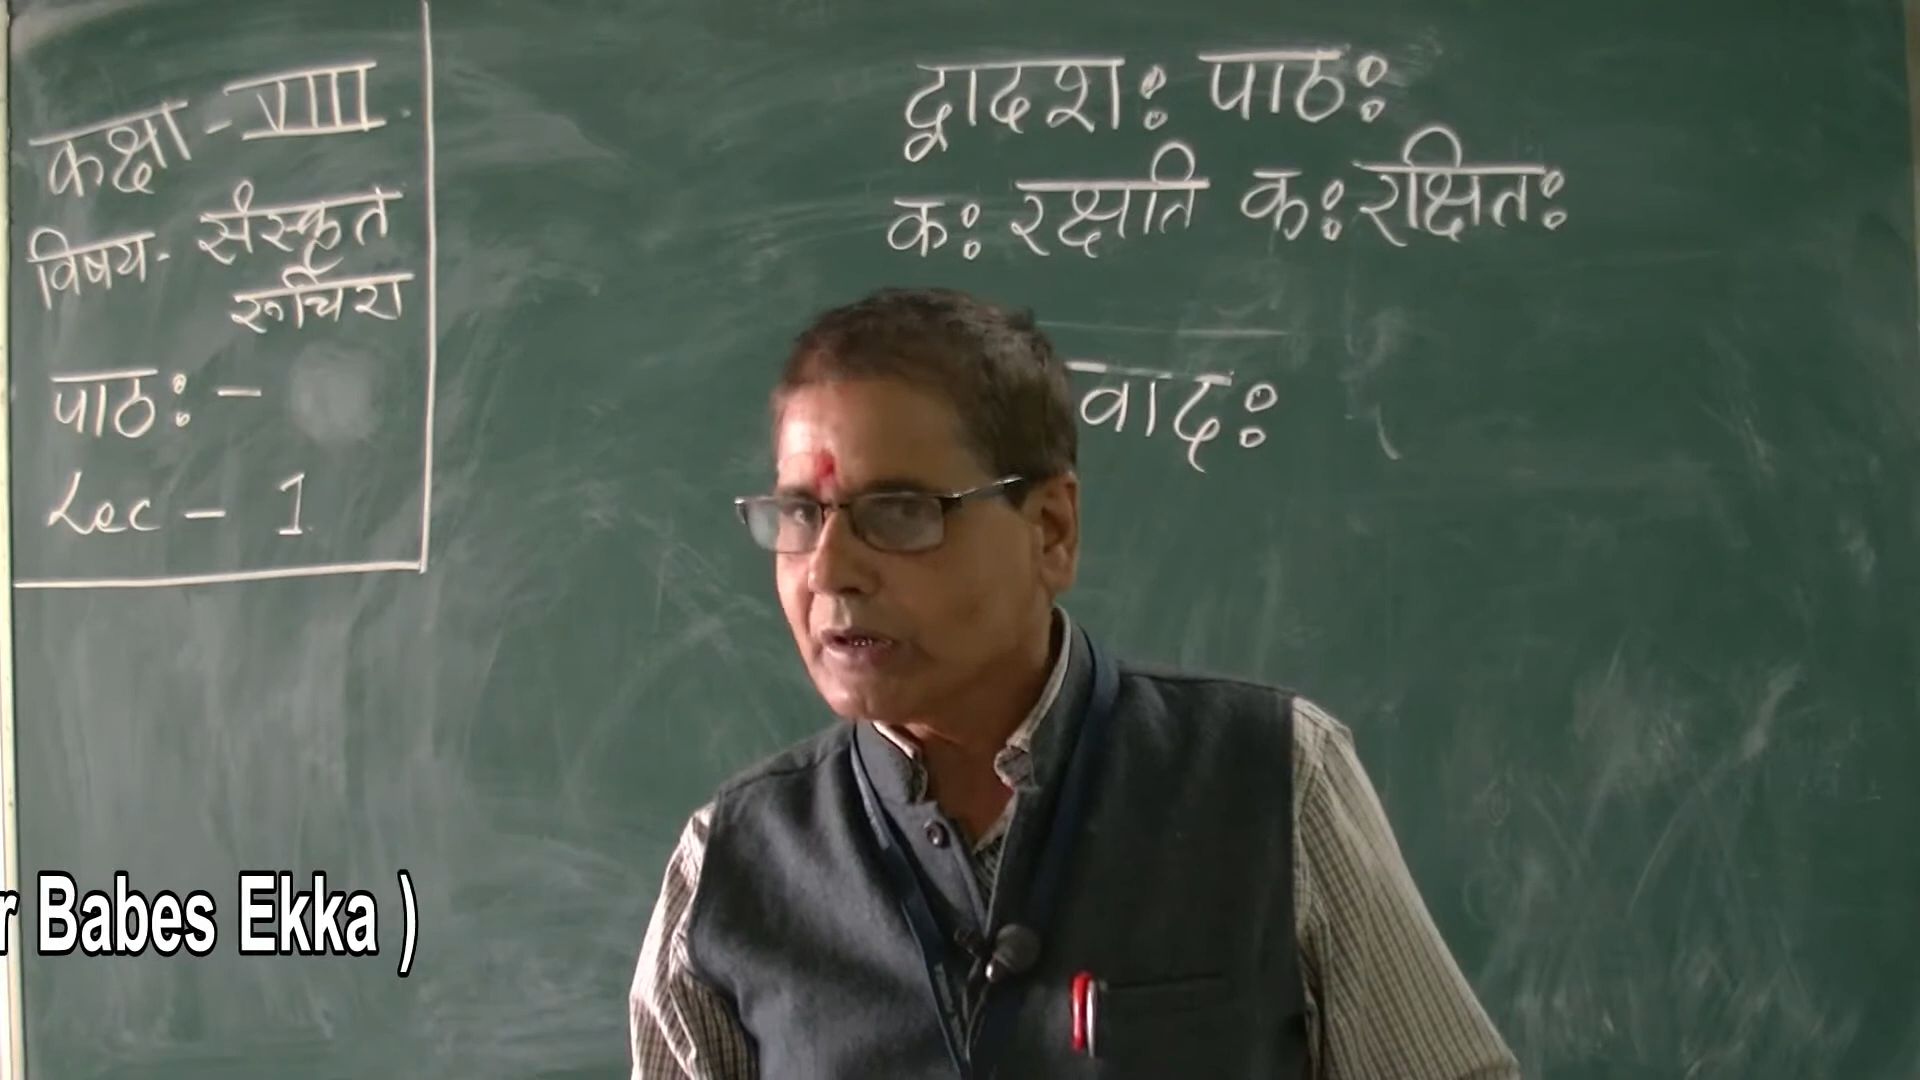 कक्षा - VIII.
विषय - संस्कृत
रूचिरा
पाठः -
Lec - 1
द्वादशः पाठः
कः रक्षति कः रक्षितः
वादः
r Babes Ekka )